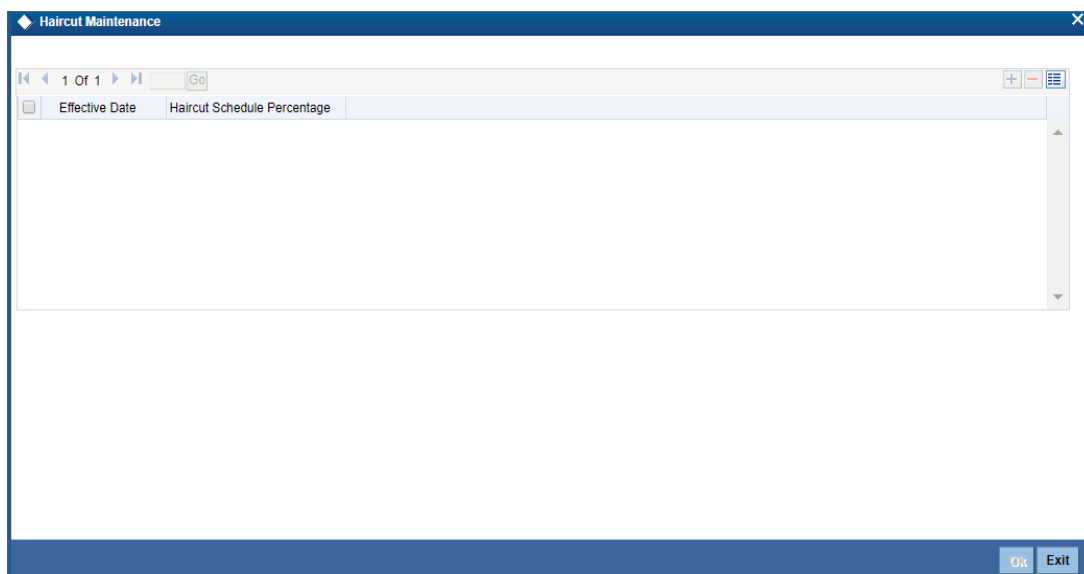 Haircut Maintenance
1 Of 1 Go
Effective Date Haircut Schedule Percentage
Ok Exit